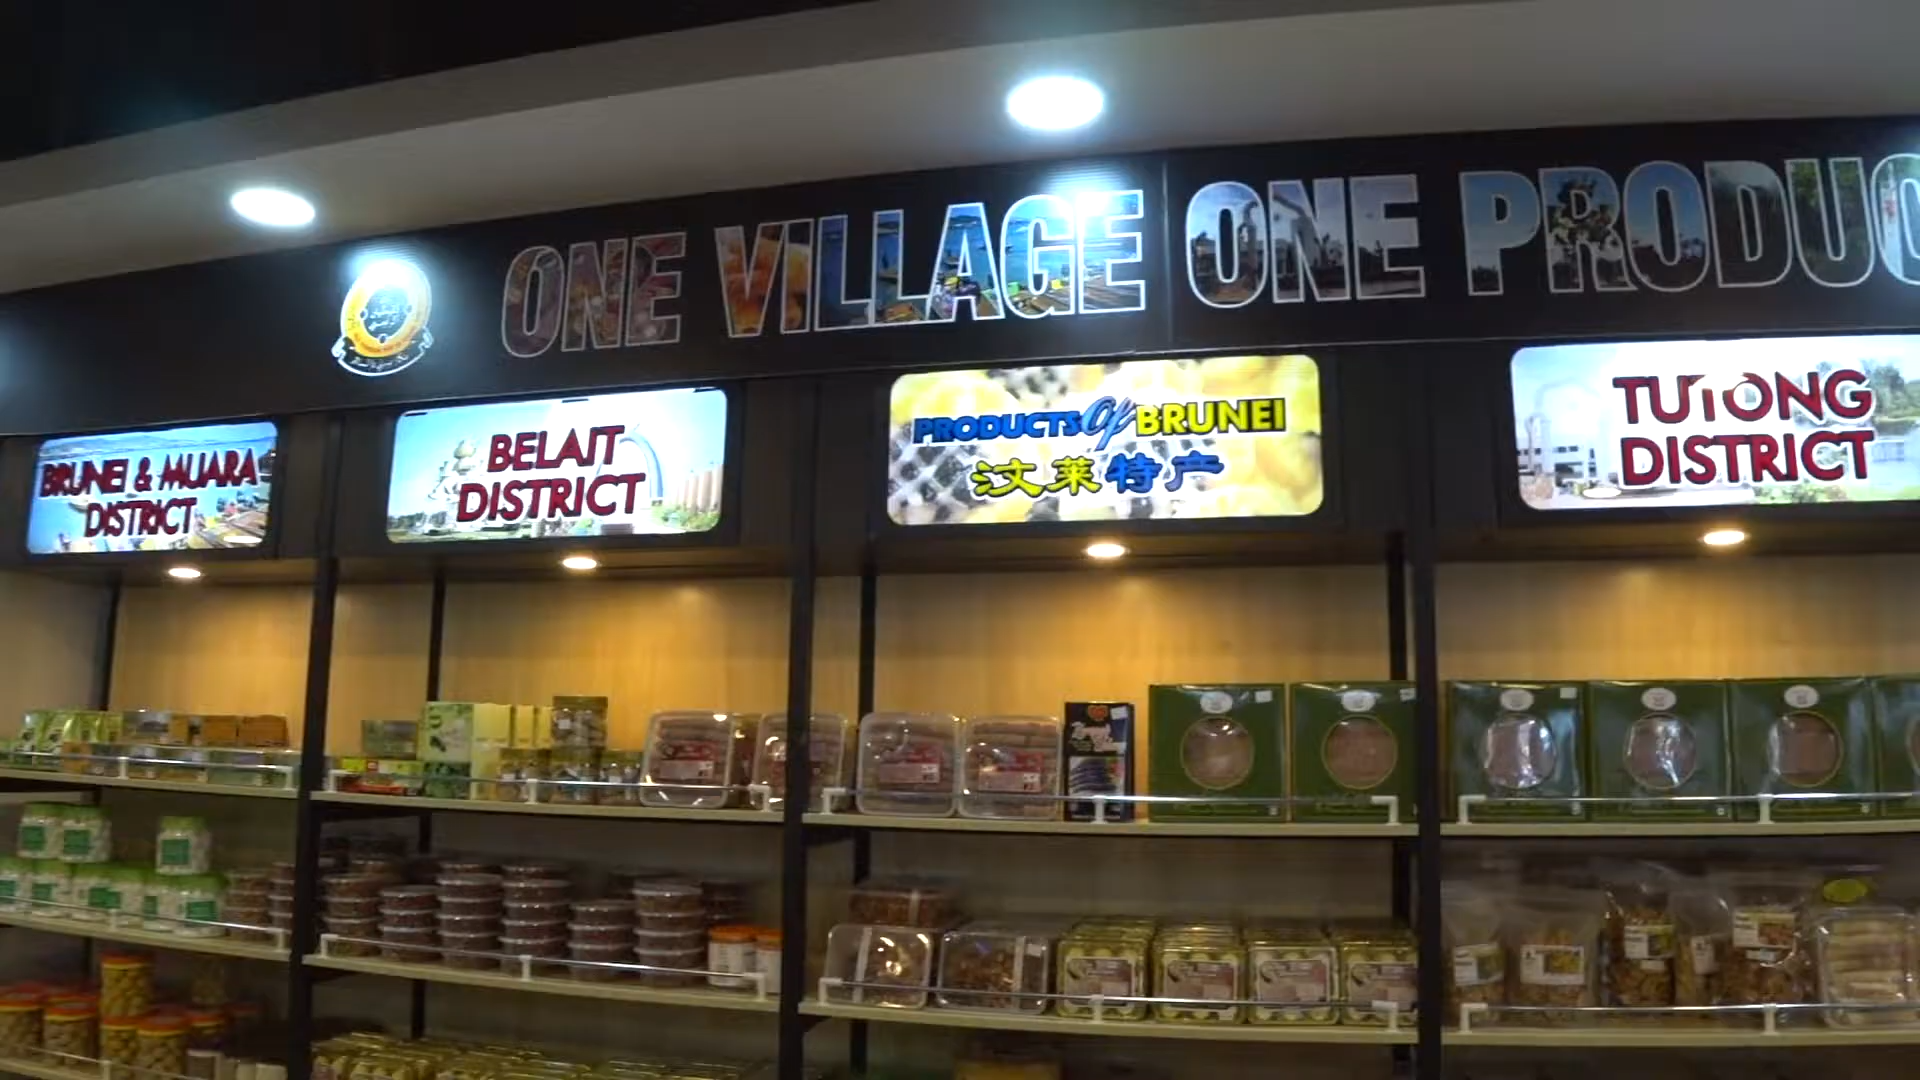 ONE VILLAGE ONE PRODUC
BRUNEI & MUARA
DISTRICT
BELAIT
DISTRICT
PRODUCTS Of BRUNEI
汶莱特产
TUTONG
DISTRICT